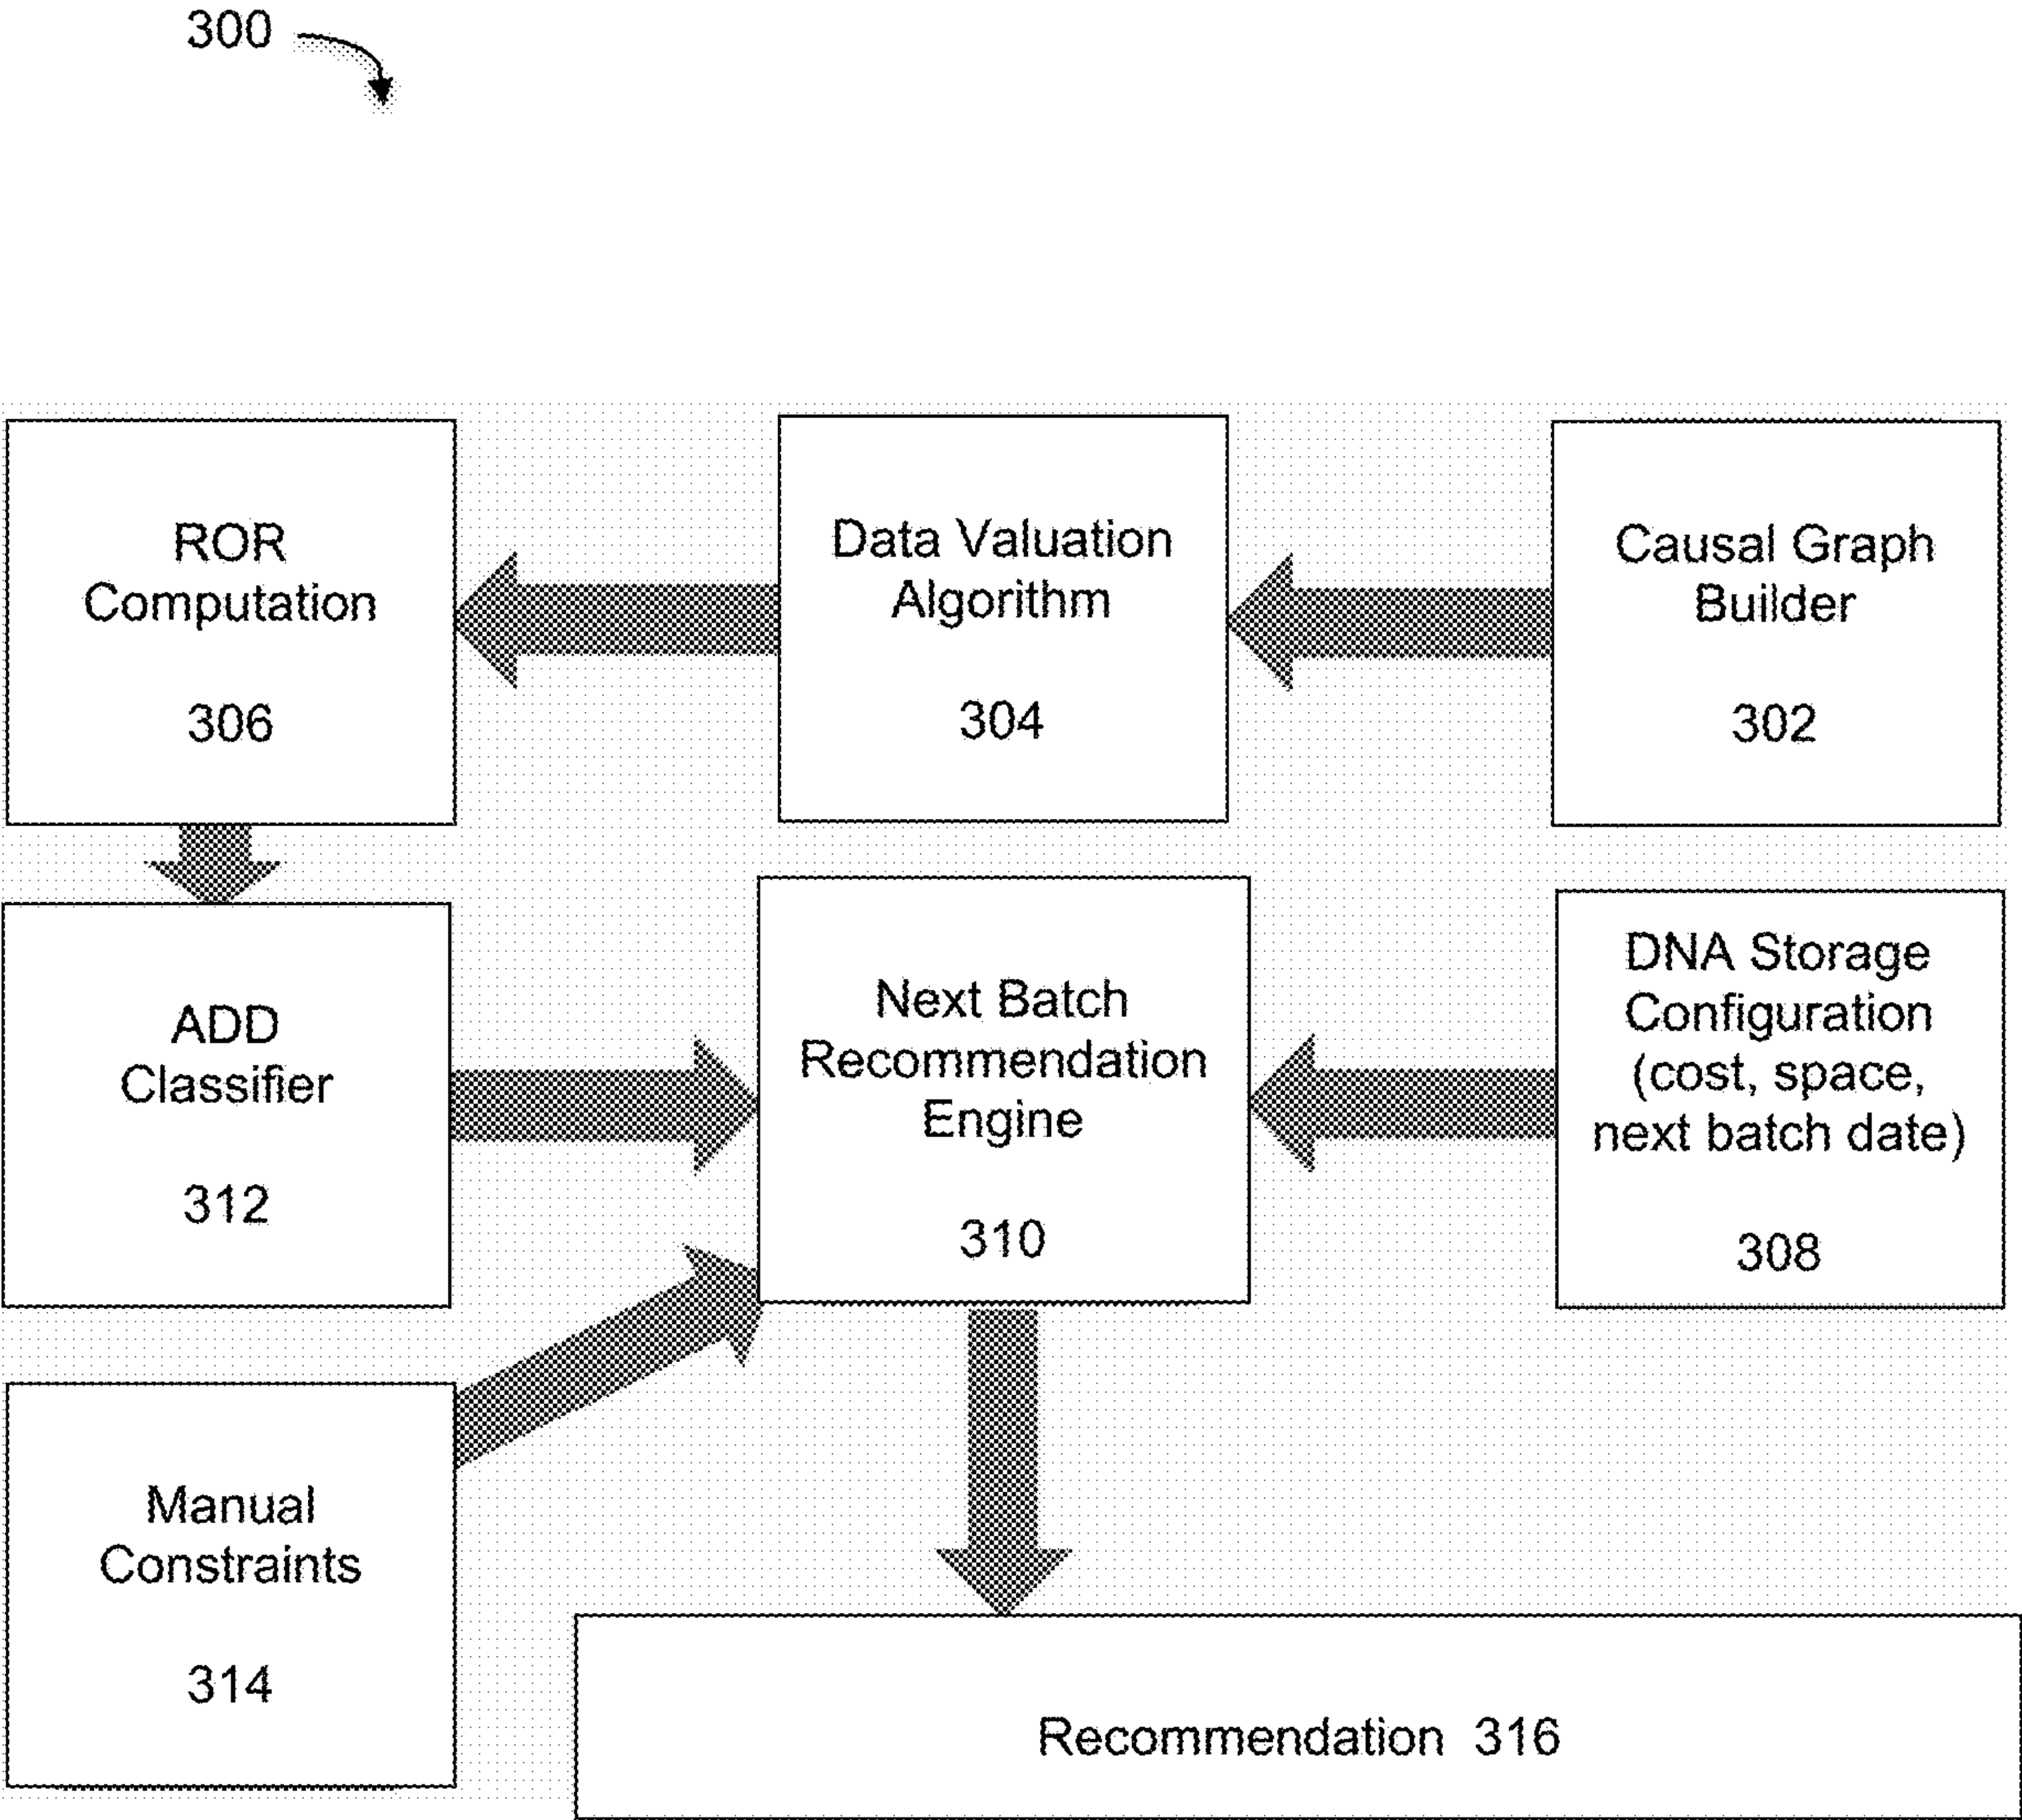 300
ROR
Computation
306
Data Valuation
Algorithm
304
Causal Graph
Builder
302
ADD
Classifier
312
Next Batch
Recommendation
Engine
310
DNA Storage
Configuration
(cost, space,
next batch date)
308
Manual
Constraints
314
Recommendation 316